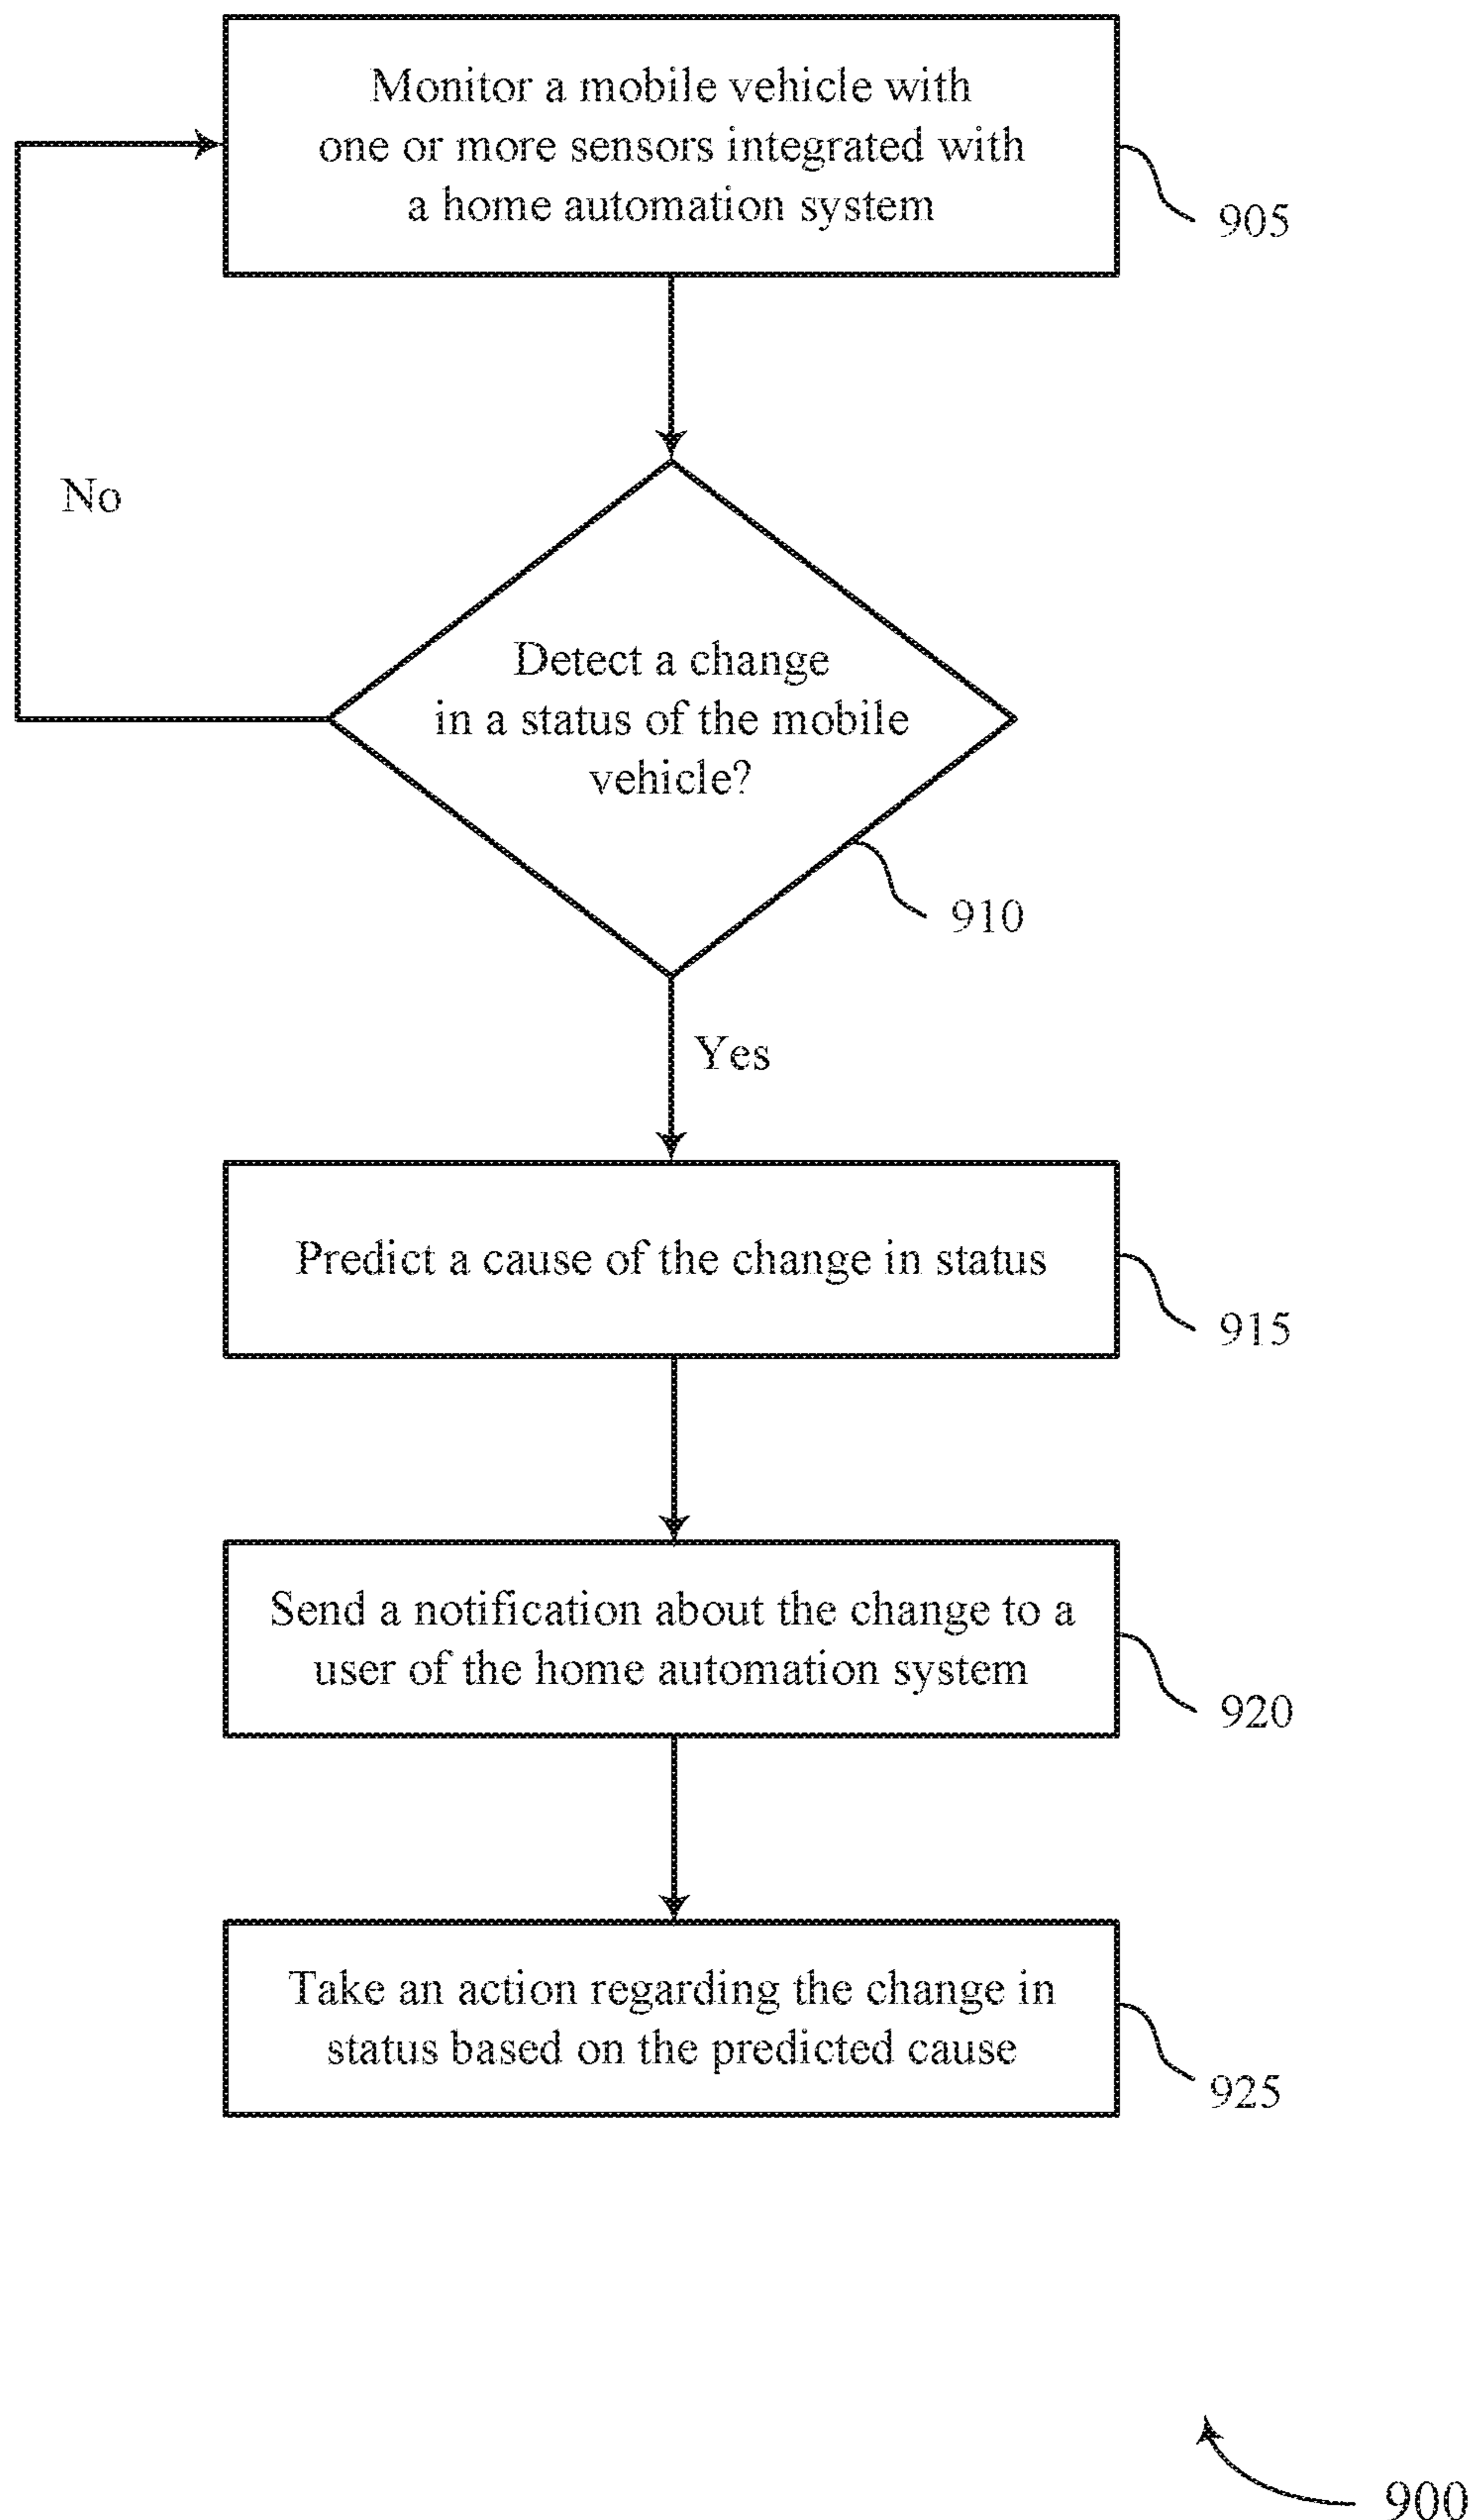 Monitor a mobile vehicle with
one or more sensors integrated with
a home automation system
905
No
Detect a change
in a status of the mobile
vehicle?
910
Yes
Predict a cause of the change in status
915
Send a notification about the change to a
user of the home automation system
920
Take an action regarding the change in
status based on the predicted cause
925
900